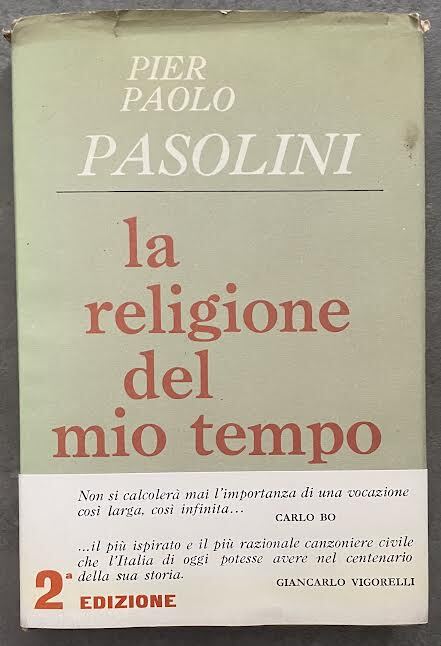 PIER
PAOLO
PASOLINI
la
religione
del
mio tempo
Non si calcolerà mai l'importanza di una vocazione
così larga, così infinita...
CARLO BO
...il più ispirato e il più razionale canzoniere civile
che l'Italia di oggi potesse avere nel centenario
della sua storia.
GIANCARLO VIGORELLI
2ª EDIZIONE